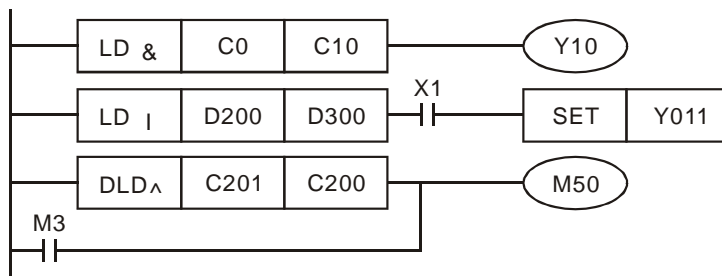 LD & C0 C10 Y10
X1
LD | D200 D300 SET Y011
DLD^ C201 C200 M50
M3